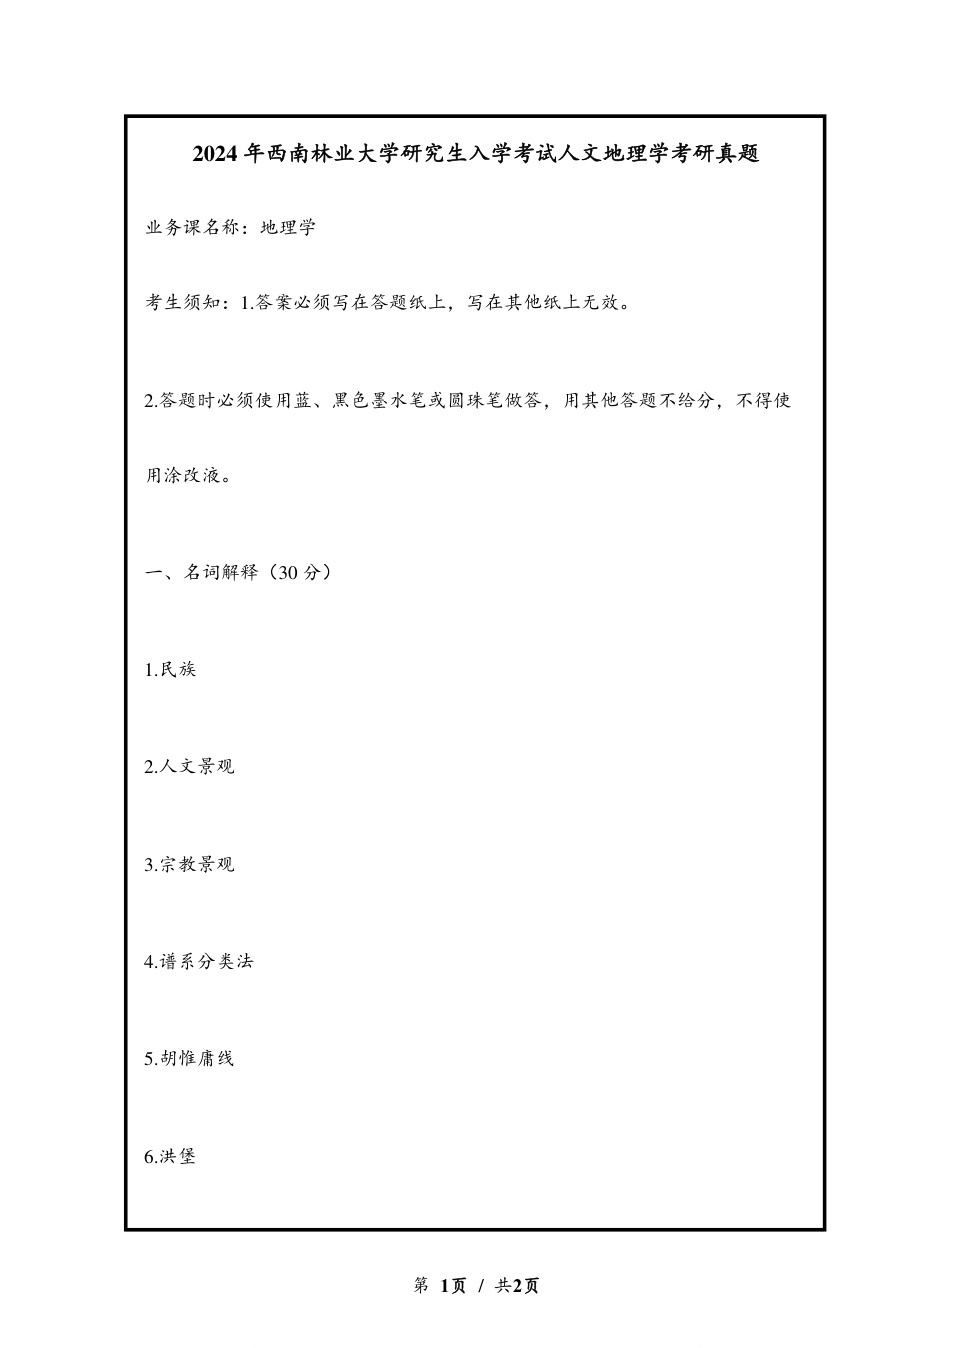 2024 年西南林业大学研究生入学考试人文地理学考研真题
业务课名称：地理学
考生须知：1.答案必须写在答题纸上，写在其他纸上无效。
2.答题时必须使用蓝、黑色墨水笔或圆珠笔做答，用其他答题不给分，不得使
用涂改液。
一、名词解释（30 分）
1.民族
2.人文景观
3.宗教景观
4.谱系分类法
5.胡惟庸线
6.洪堡
第 1页 / 共2页